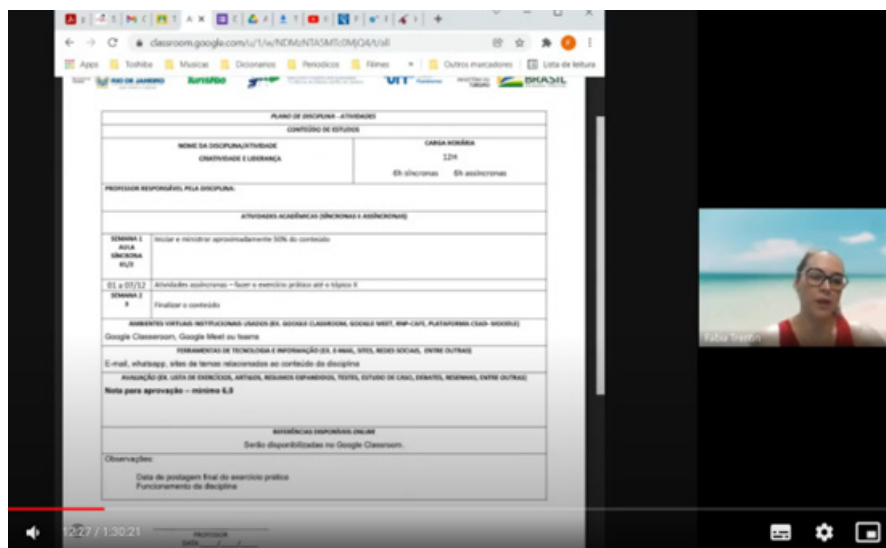 classroom.google.com/u/1/w/NDMzNTA5MTc0MjQ4/t/all
Apps Toshiba Musicas Dicionarios Periodicos Filmes Outros marcadores Lista de leitura
RIO DE JANEIRO TurisRio BRASIL
PLANO DE DISCIPLINA - ATIVIDADES
CONTEÚDO DE ESTUDOS
NOME DA DISCIPLINA/ATIVIDADE
CRIATIVIDADE E LIDERANÇA
CARGA HORÁRIA
12H
6h síncronas 6h assíncronas
PROFESSOR RESPONSÁVEL PELA DISCIPLINA:
ATIVIDADES ACADÊMICAS (SÍNCRONAS E ASSÍNCRONAS)
SEMANA 1
AULA
SÍNCRONA
Iniciar e ministrar aproximadamente 50% do conteúdo
01 a 07/12 Atividades assíncronas – fazer o exercício prático até o tópico X
SEMANA 2
Finalizar o conteúdo
AMBIENTES VIRTUAIS INSTITUCIONAIS USADOS (EX. GOOGLE CLASSROOM, GOOGLE MEET, RNP-CAFE, PLATAFORMA CEAD- MOODLE)
Google Classeroom, Google Meet ou teams
FERRAMENTAS DE TECNOLOGIA E INFORMAÇÃO (EX. E-MAIL, SITES, REDES SOCIAIS, ENTRE OUTRAS)
E-mail, whatsapp, sites de temas relacionados ao conteúdo da disciplina
AVALIAÇÃO (EX. LISTA DE EXERCÍCIOS, ARTIGOS, RESUMOS EXPANDIDOS, TESTES, ESTUDO DE CASO, DEBATES, RESENHAS, ENTRE OUTRAS)
Nota para aprovação – mínimo 6,0
REFERÊNCIAS DISPONÍVEIS ONLINE
Serão disponibilizadas no Google Classroom.
Observações:
Data de postagem final do exercício prático
Funcionamento da disciplina
PROFESSOR
DATA ___/___/___
Fabia Trentin
12:27 / 1:30:21